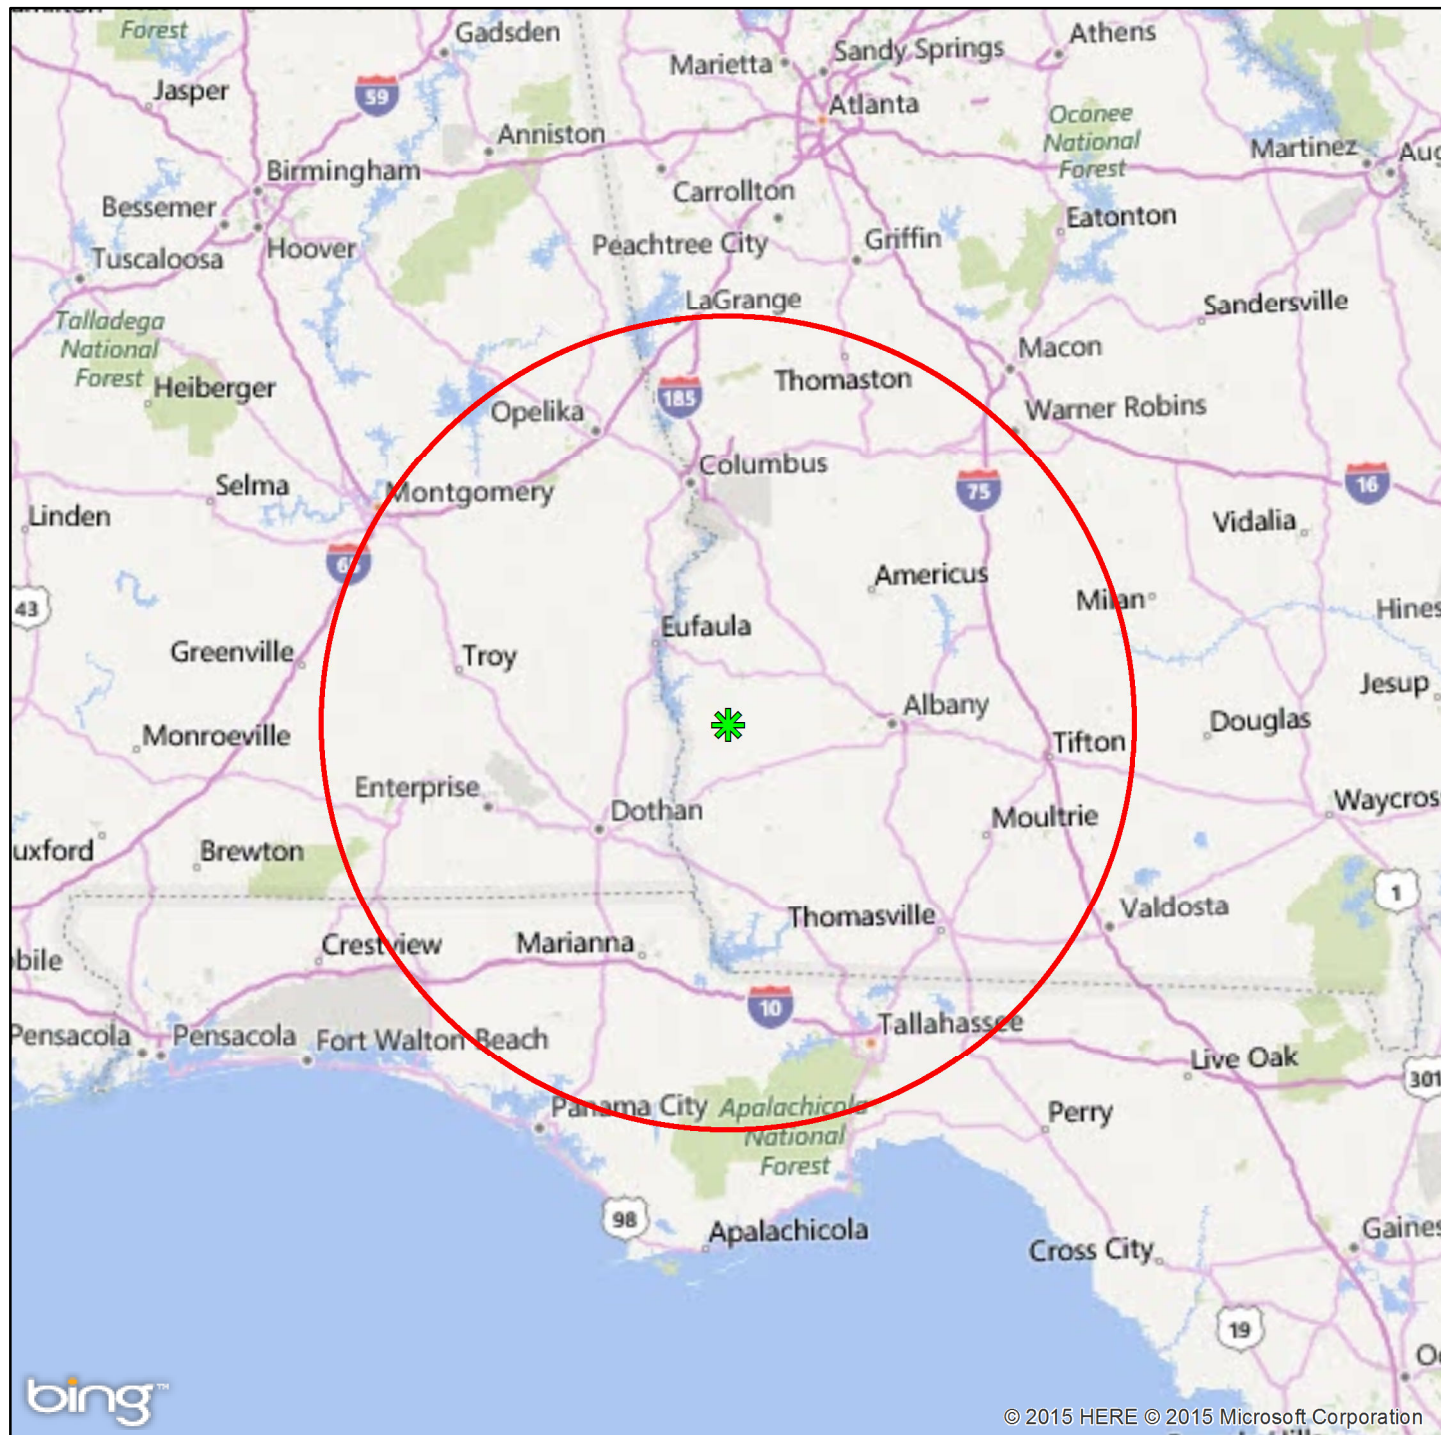 Forest
Gadsden
Athens
Sandy Springs
Marietta
Jasper
59
Atlanta
Oconee
National
Forest
Anniston
Martinez
Birmingham
Carrollton
Bessemer
Eatonton
Hoover
Peachtree City
Griffin
Tuscaloosa
LaGrange
Sandersville
Talladega
National
Forest
Macon
Heiberger
Thomaston
185
Opelika
Warner Robins
Columbus
Selma
Montgomery
75
16
Linden
Vidalia
65
Americus
Milan
43
Hines
Eufaula
Greenville
Troy
Jesup
Albany
Douglas
Monroeville
Tifton
Enterprise
Dothan
Waycros
Moultrie
uxford
Brewton
1
Thomasville
Valdosta
Crestview
Marianna
bile
10
Tallahassee
Pensacola
Pensacola
Fort Walton Beach
Live Oak
301
Panama City
Apalachicola
National
Forest
Perry
98
Apalachicola
Cross City
Gaines
19
bing™
© 2015 HERE © 2015 Microsoft Corporation